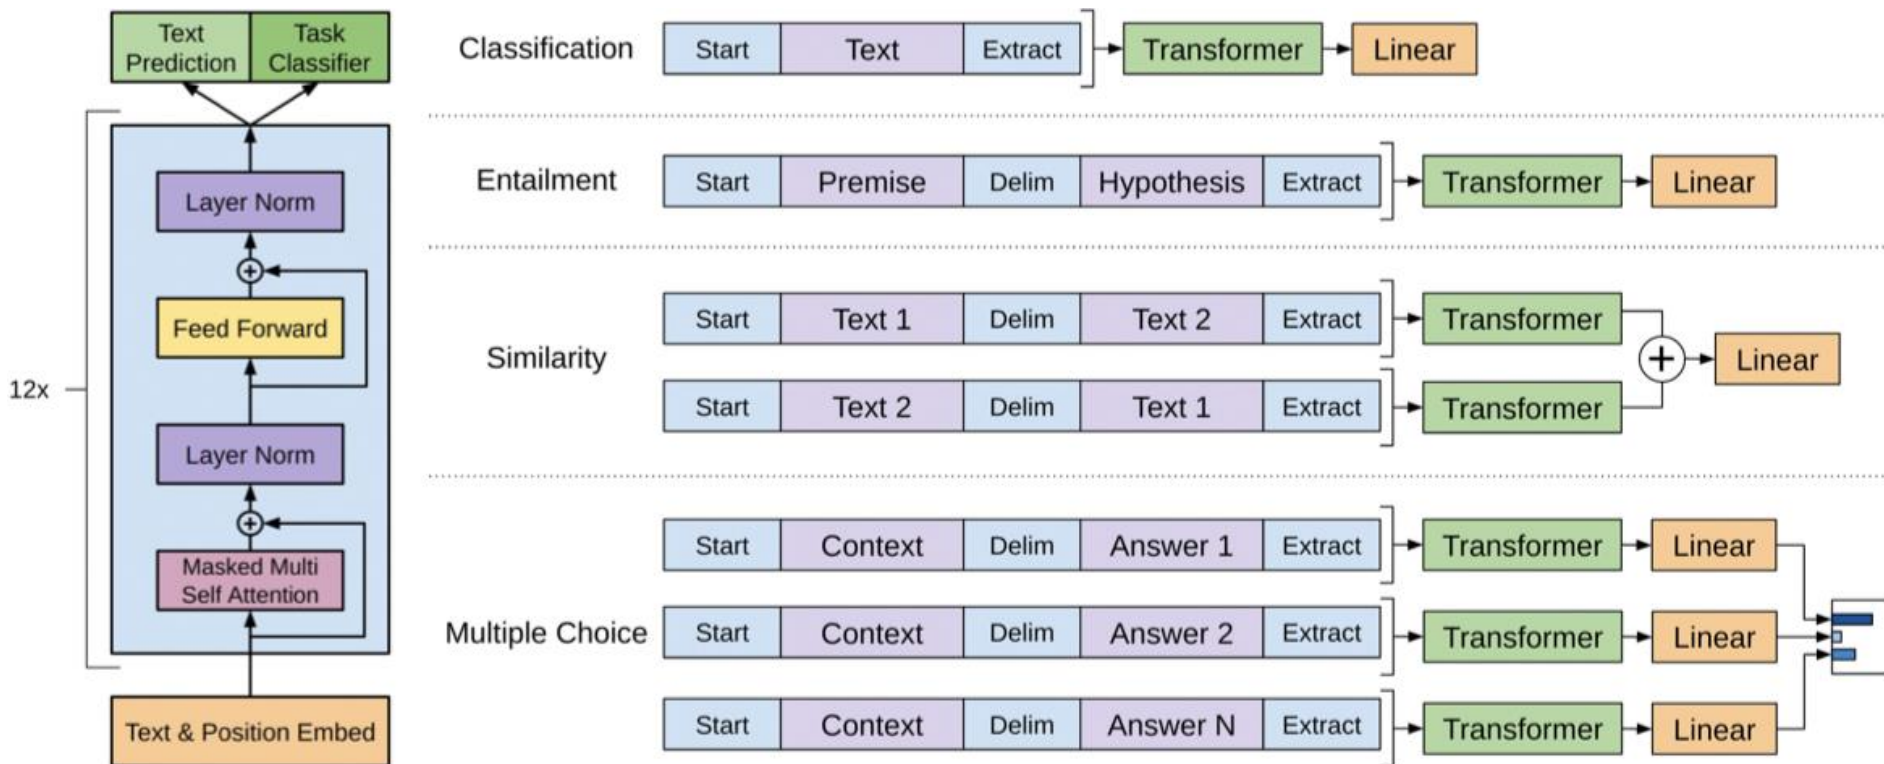 Text
Prediction
Task
Classifier
Layer Norm
Feed Forward
12x
Layer Norm
Masked Multi
Self Attention
Text & Position Embed
Classification Start Text Extract Transformer Linear
Entailment Start Premise Delim Hypothesis Extract Transformer Linear
Similarity
Start Text 1 Delim Text 2 Extract Transformer
Start Text 2 Delim Text 1 Extract Transformer
+ Linear
Multiple Choice
Start Context Delim Answer 1 Extract Transformer Linear
Start Context Delim Answer 2 Extract Transformer Linear
Start Context Delim Answer N Extract Transformer Linear